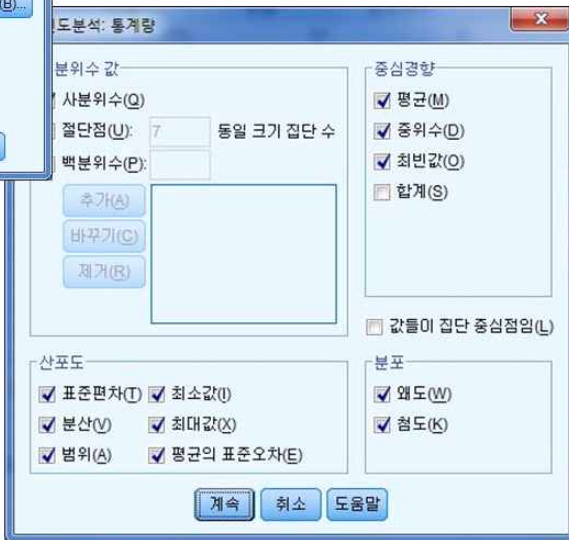 (B)...
도분석: 통계량
분위수 값
사분위수(Q)
절단점(U): 7 동일 크기 집단 수
백분위수(P):
추가(A)
바꾸기(C)
제거(R)
중심경향
평균(M)
중위수(D)
최빈값(O)
합계(S)
값들이 집단 중심점임(L)
산포도
표준편차(T) 최소값(I)
분산(V) 최대값(X)
범위(A) 평균의 표준오차(E)
분포
왜도(W)
첨도(K)
계속 취소 도움말